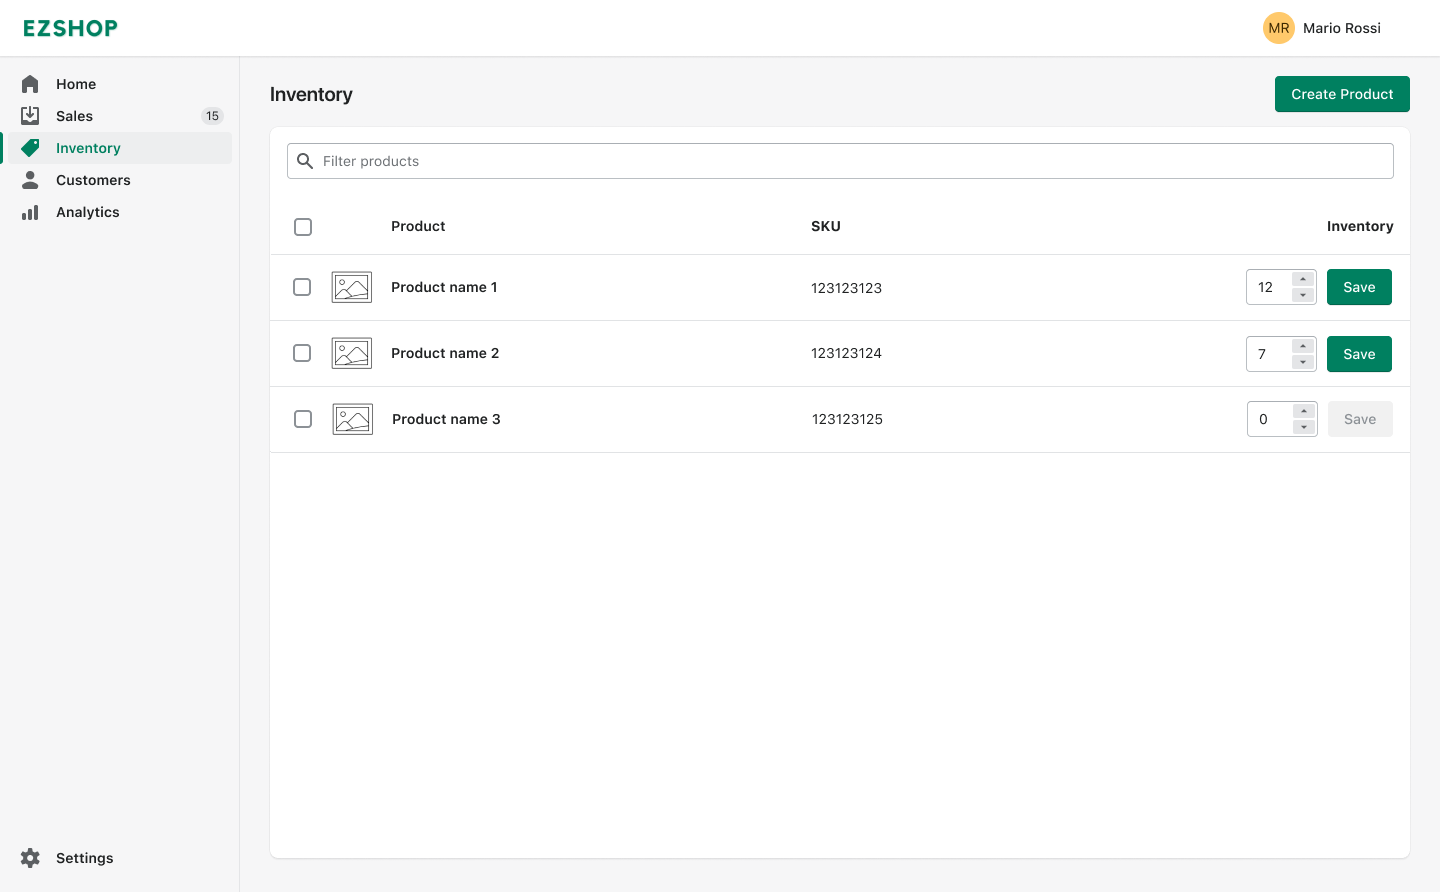 EZSHOP
MR Mario Rossi
Home
Sales 15
Inventory
Customers
Analytics
Settings
Inventory
Create Product
Filter products
Product SKU Inventory
Product name 1 123123123 12 Save
Product name 2 123123124 7 Save
Product name 3 123123125 0 Save